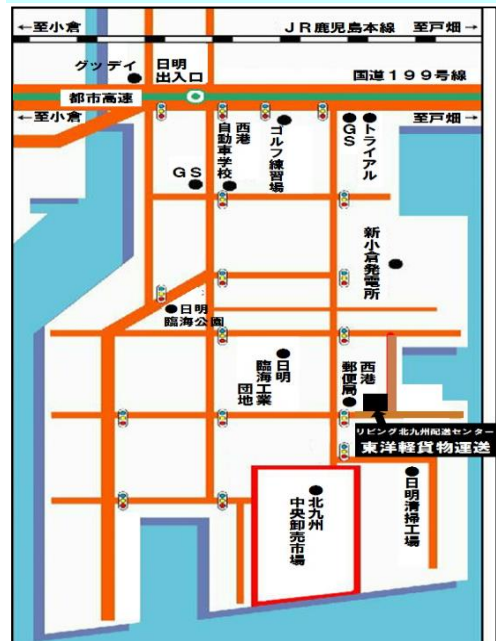 ←至小倉
JR鹿児島本線
至戸畑→
グッデイ
日明
出入口
国道199号線
都市高速
←至小倉
至戸畑→
西港
自動車学校
GS
ゴルフ練習場
GS
トライアル
新小倉発電所
日明
臨海公園
日明
臨海工業
団地
西港
郵便局
リビング北九州配送センター
東洋軽貨物運送
北九州
中央卸売市場
日明清掃工場